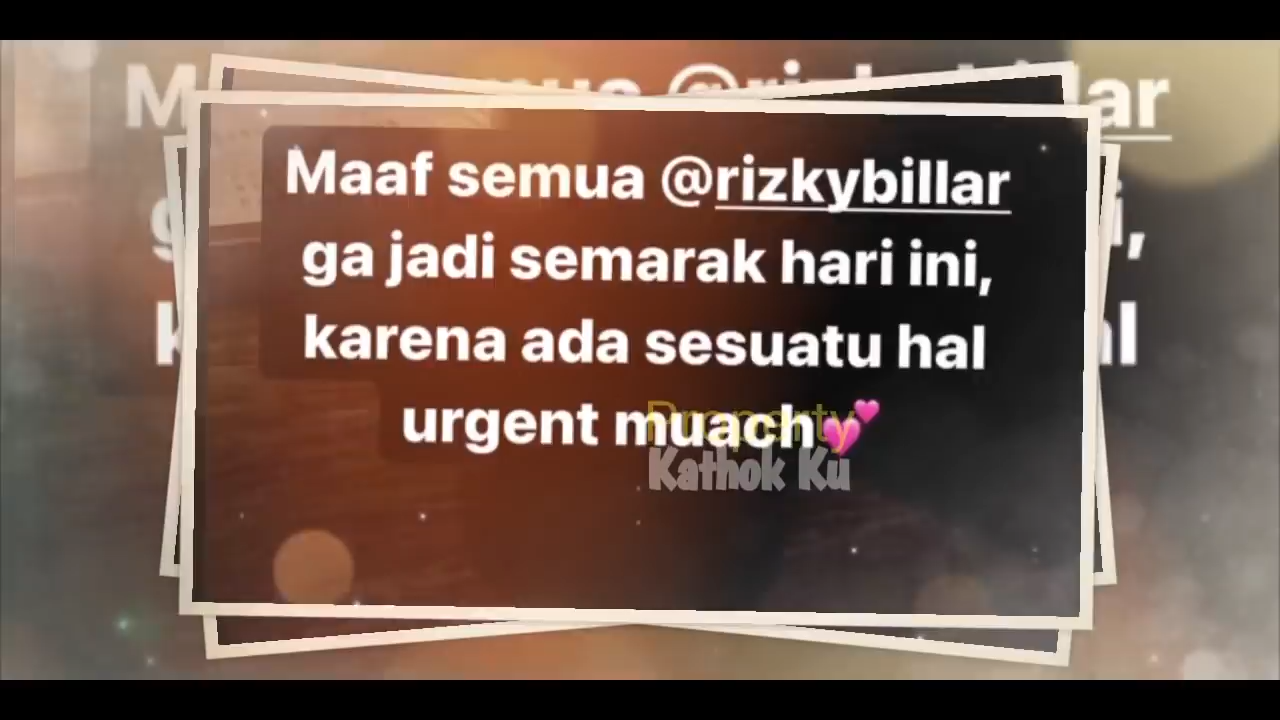 Maaf semua @rizkybillar
ga jadi semarak hari ini,
karena ada sesuatu hal
urgent muach💕
Property
Kathok Ku